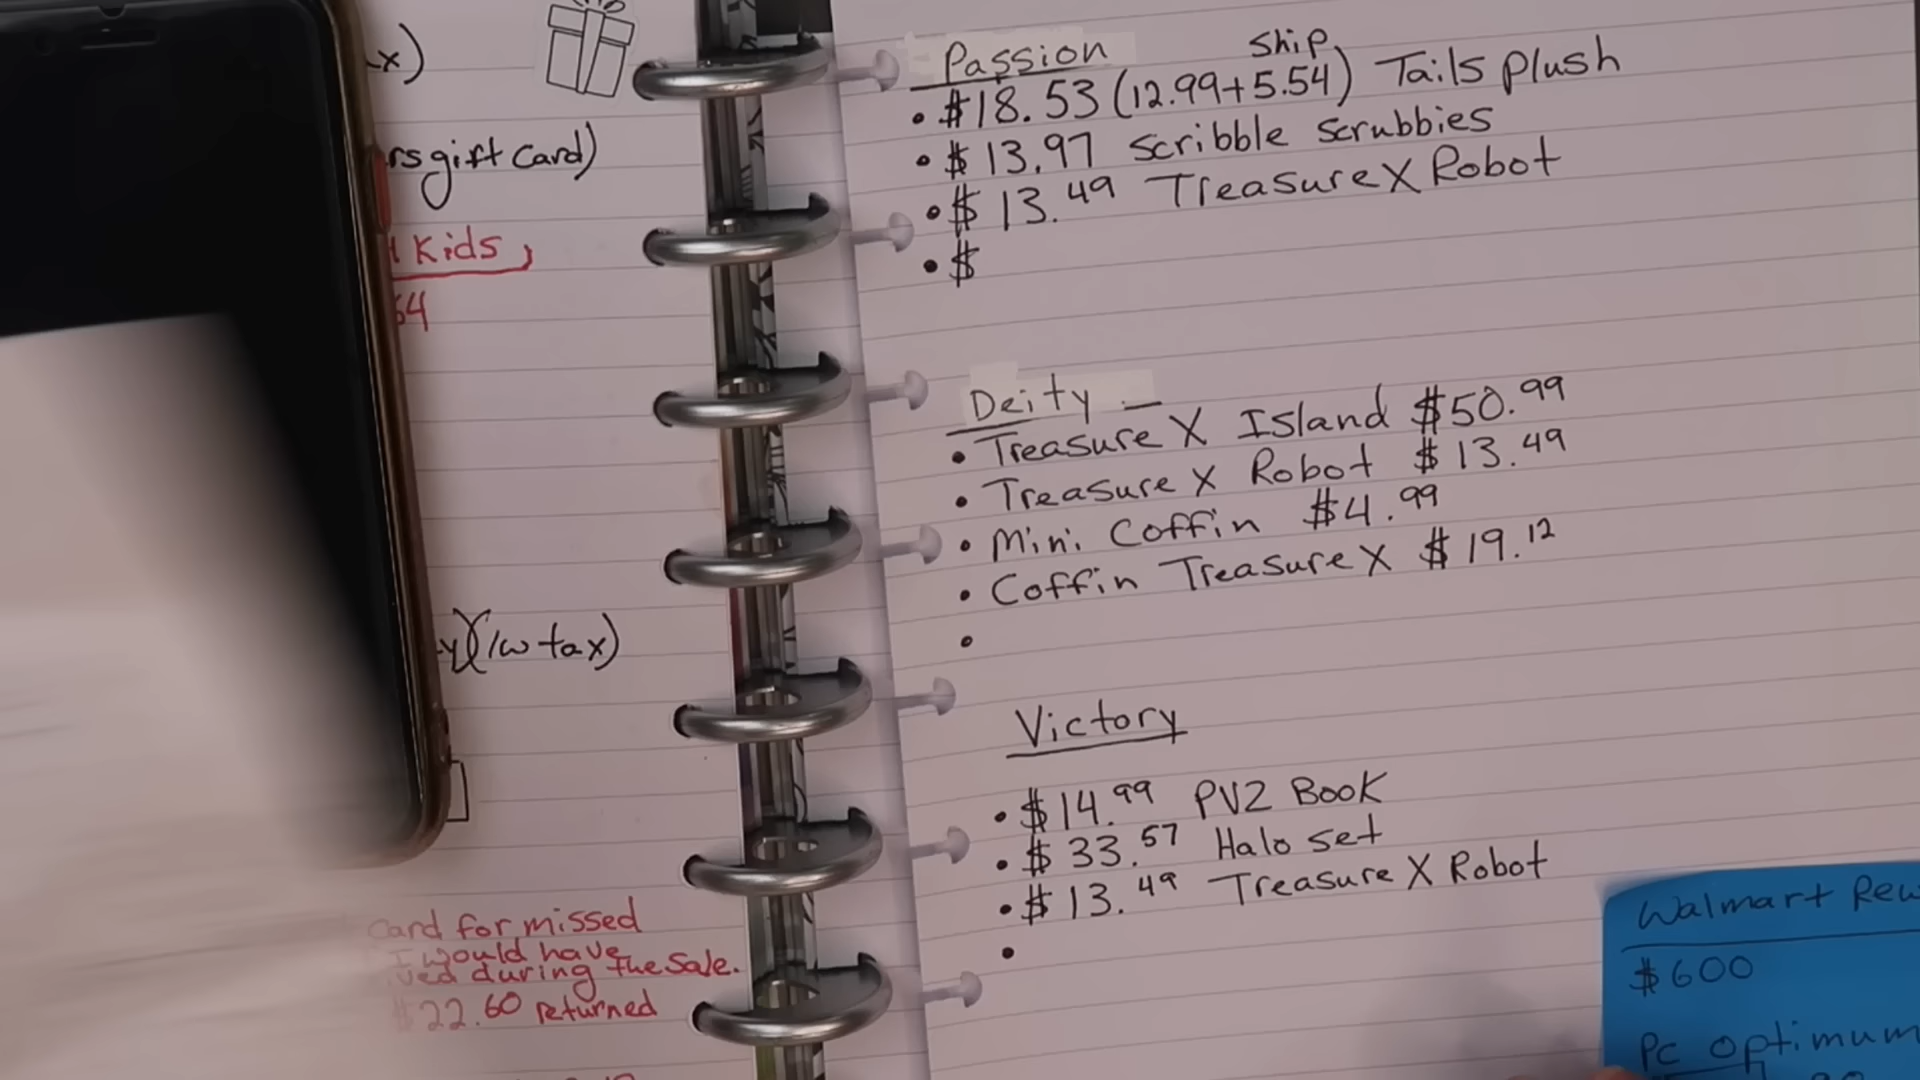 x)
rs gift card)
Kids,
64
y)(/w tax)
card for missed
I would have
ved during the sale.
$22.60 returned
Passion
ship
• $18.53 (12.99+5.54) Tails plush
• $13.97 scribble scrubbies
• $13.49 Treasure X Robot
• $
Deity —
• Treasure X Island $50.99
• Treasure X Robot $13.49
• Mini Coffin $4.99
• Coffin Treasure X $19.12
•
Victory
• $14.99 PVZ Book
• $33.57 Halo set
• $13.49 Treasure X Robot
•
Walmart Rew
$600
Pc optimum